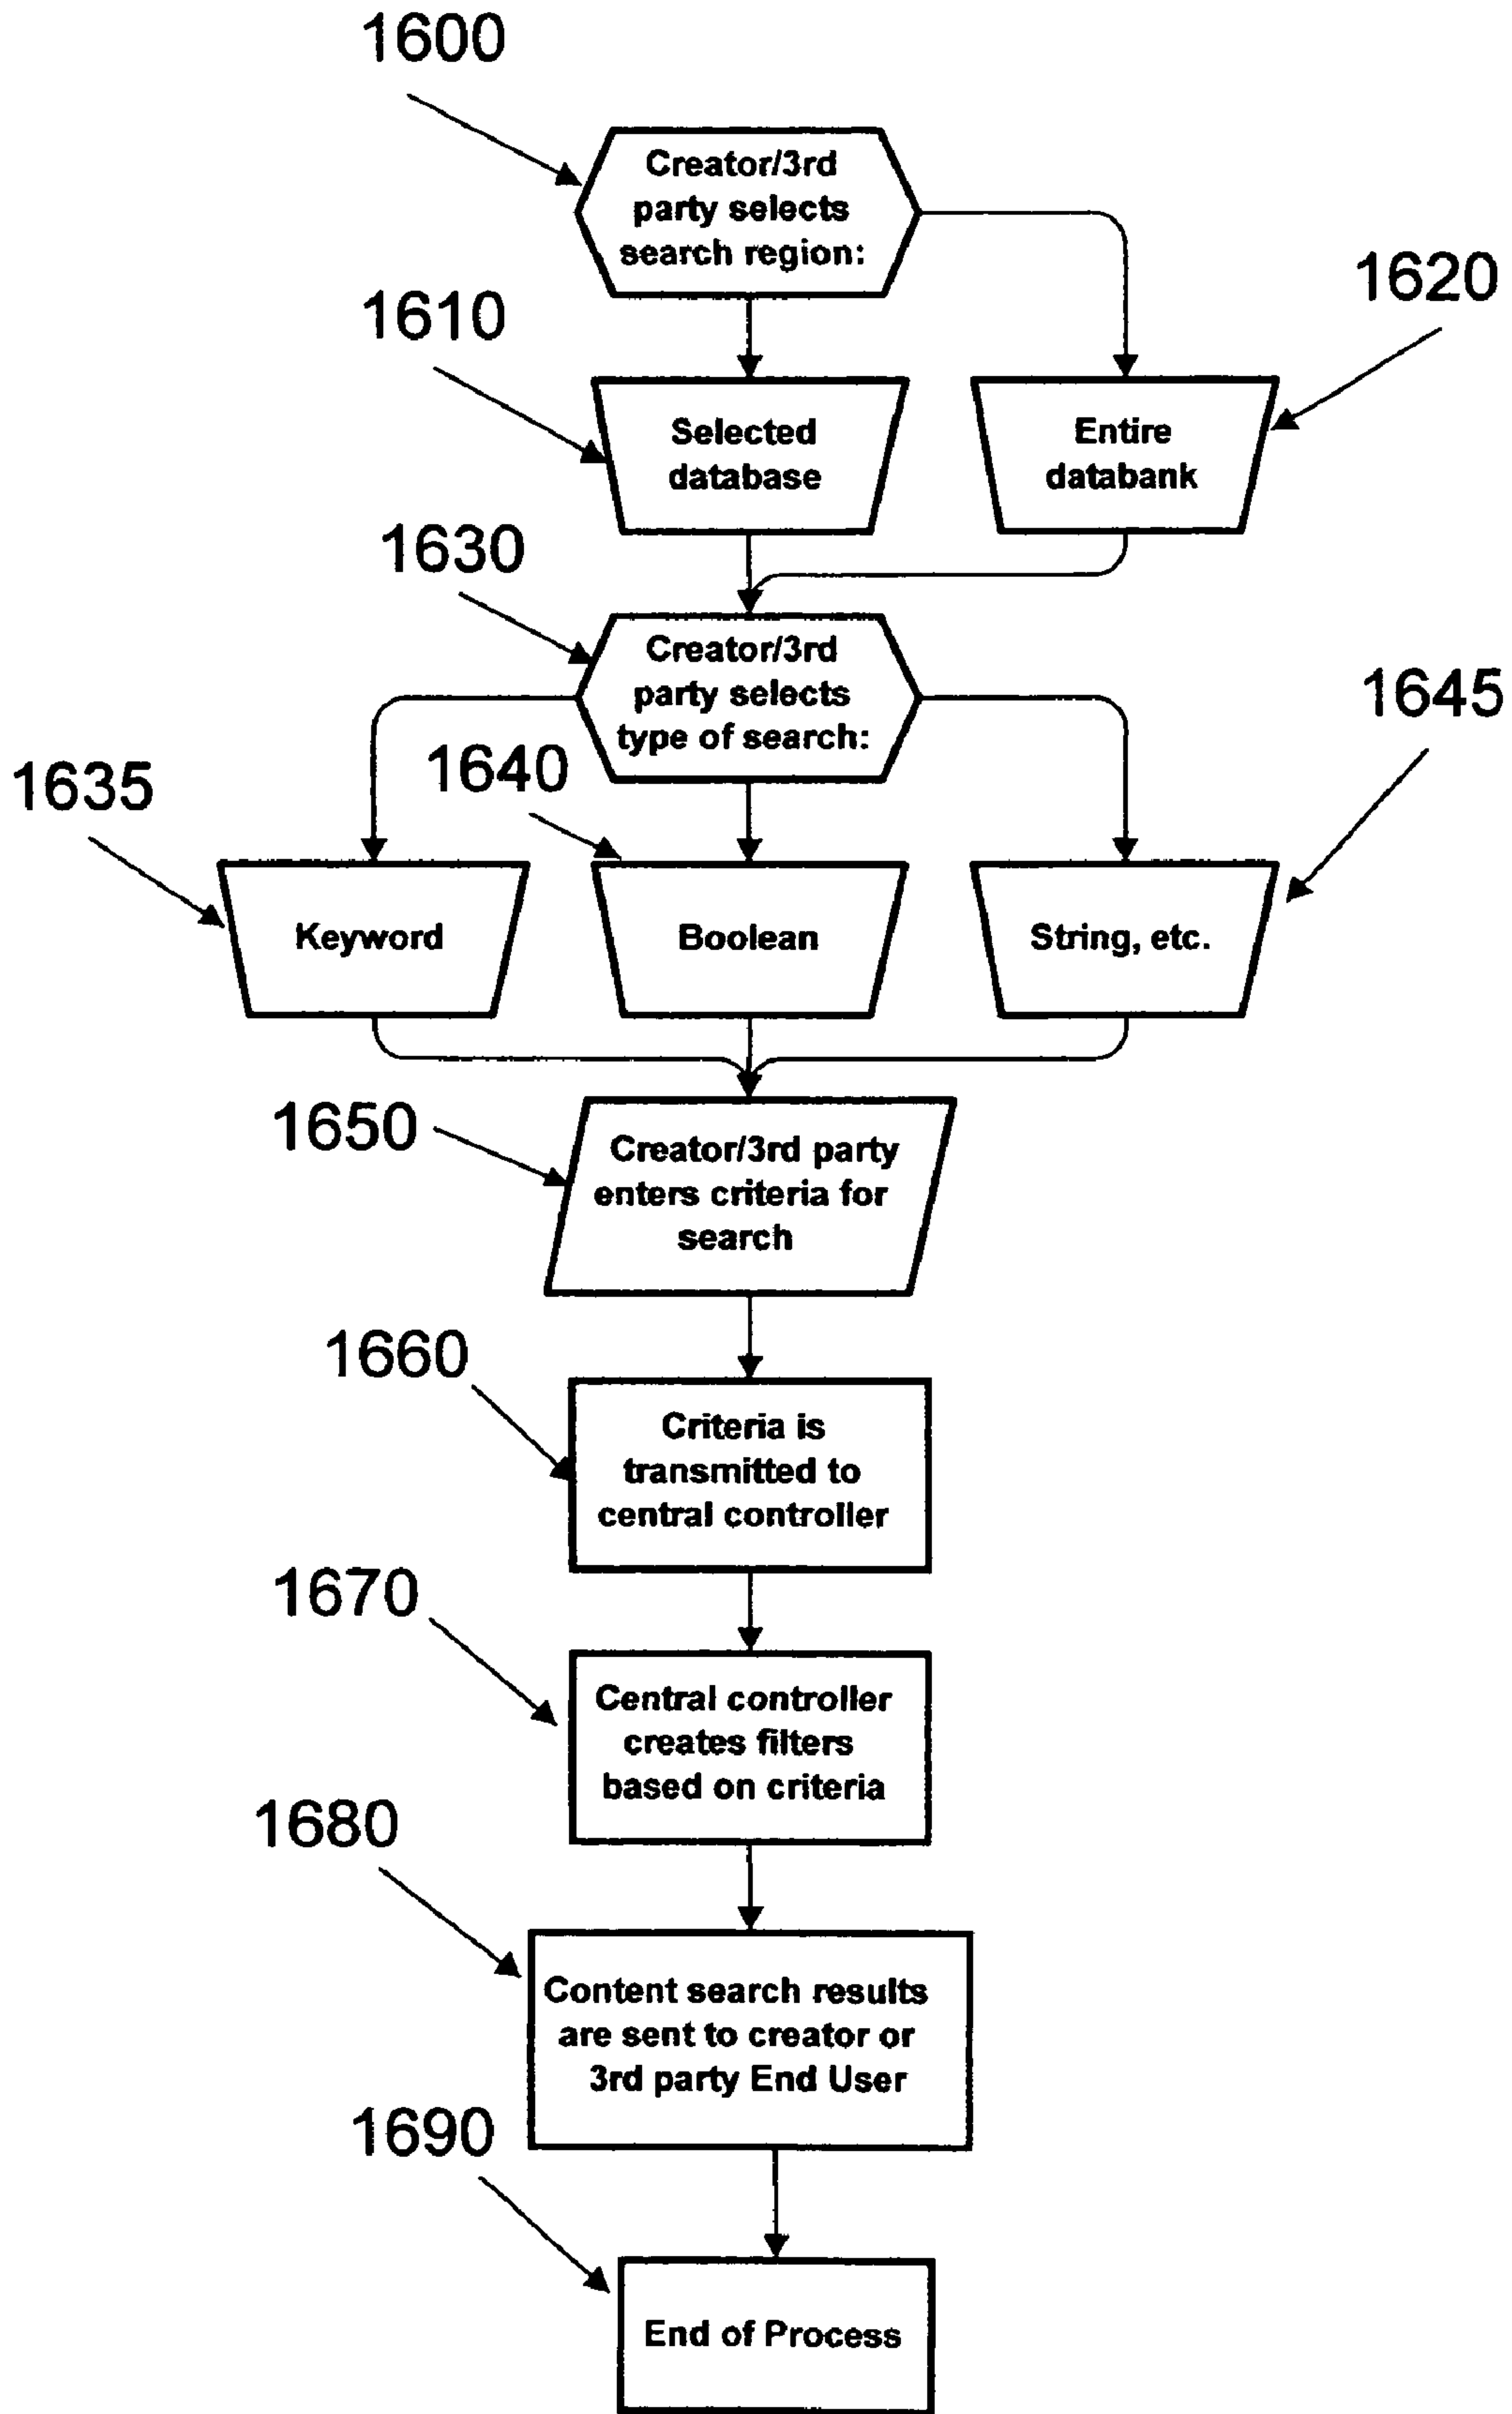 1600
Creator/3rd
party selects
search region:
1610
1620
Selected
database
Entire
databank
1630
Creator/3rd
party selects
type of search:
1635
1640
1645
Keyword
Boolean
String, etc.
1650
Creator/3rd party
enters criteria for
search
1660
Criteria is
transmitted to
central controller
1670
Central controller
creates filters
based on criteria
1680
Content search results
are sent to creator or
3rd party End User
1690
End of Process